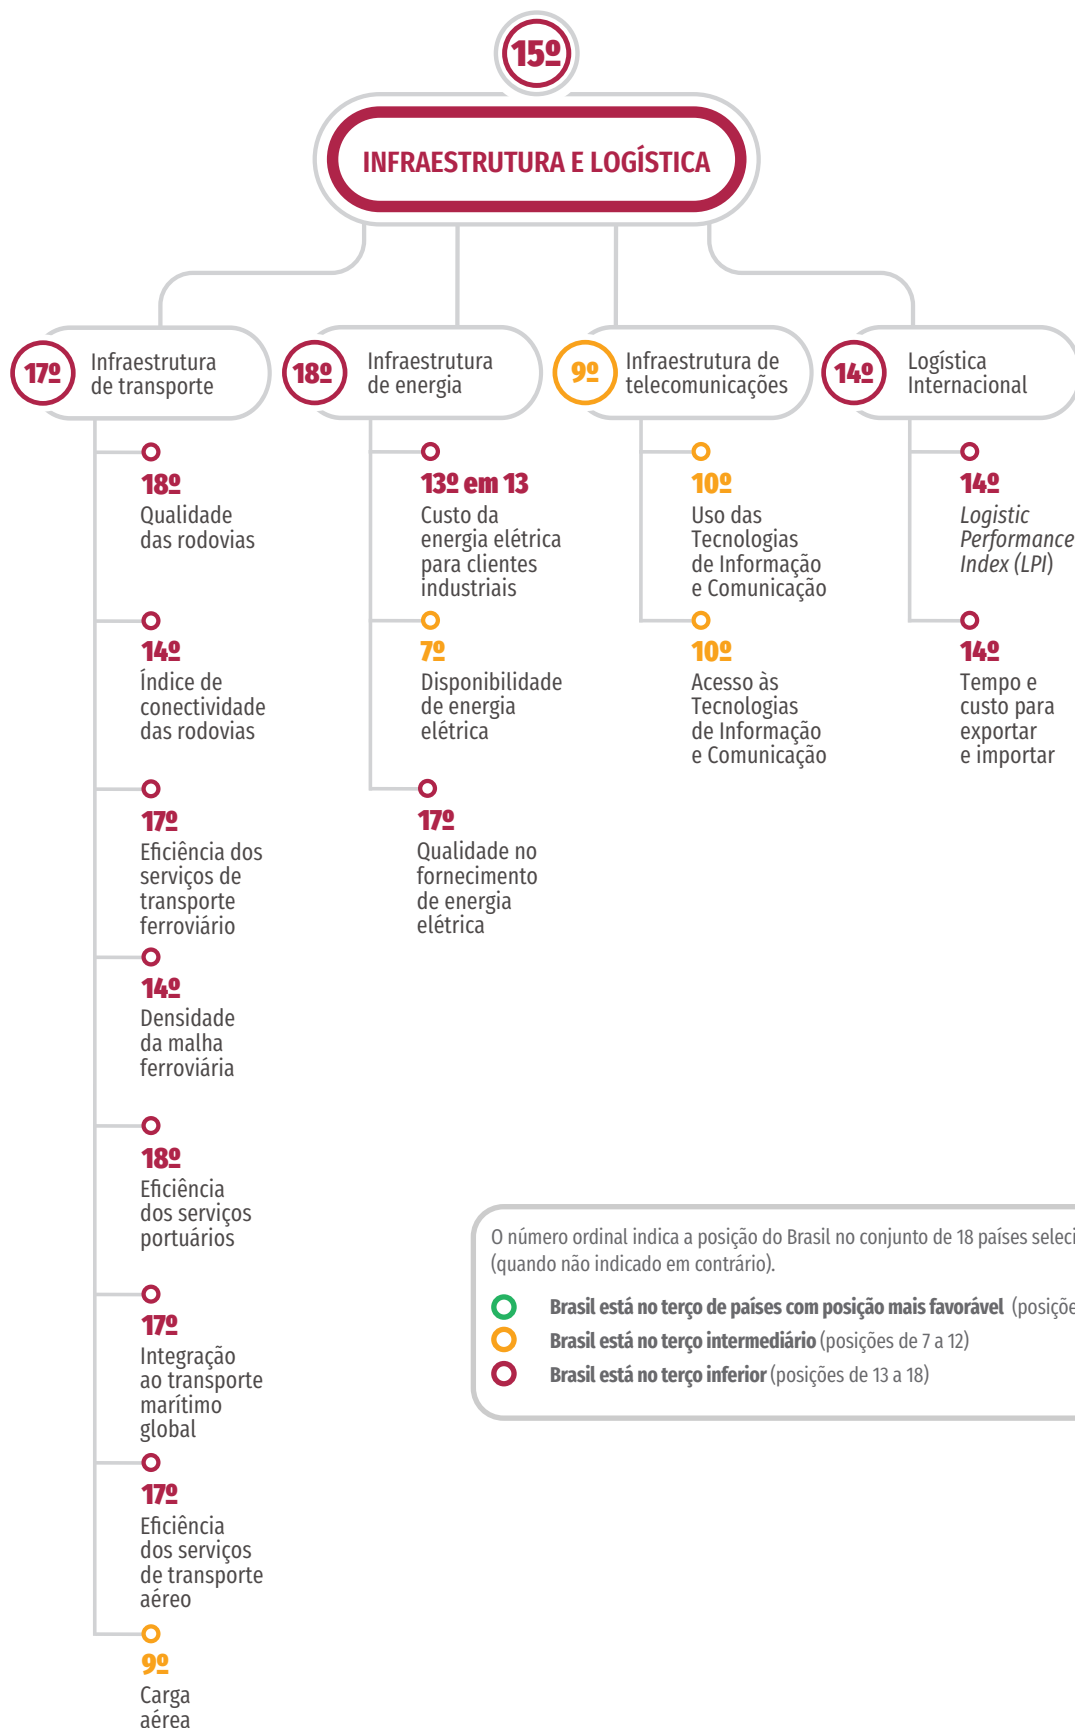 15º
INFRAESTRUTURA E LOGÍSTICA
17º
Infraestrutura
de transporte
18º
Qualidade
das rodovias
14º
Índice de
conectividade
das rodovias
17º
Eficiência dos
serviços de
transporte
ferroviário
14º
Densidade
da malha
ferroviária
18º
Eficiência
dos serviços
portuários
17º
Integração
ao transporte
marítimo
global
17º
Eficiência
dos serviços
de transporte
aéreo
9º
Carga
aérea
18º
Infraestrutura
de energia
13º em 13
Custo da
energia elétrica
para clientes
industriais
7º
Disponibilidade
de energia
elétrica
17º
Qualidade no
fornecimento
de energia
elétrica
9º
Infraestrutura de
telecomunicações
10º
Uso das
Tecnologias
de Informação
e Comunicação
10º
Acesso às
Tecnologias
de Informação
e Comunicação
14º
Logística
Internacional
14º
Logistic
Performance
Index (LPI)
14º
Tempo e
custo para
exportar
e importar
O número ordinal indica a posição do Brasil no conjunto de 18 países
(quando não indicado em contrário).
Brasil está no terço de países com posição mais favorável
Brasil está no terço intermediário (posições de 7 a 12)
Brasil está no terço inferior (posições de 13 a 18)